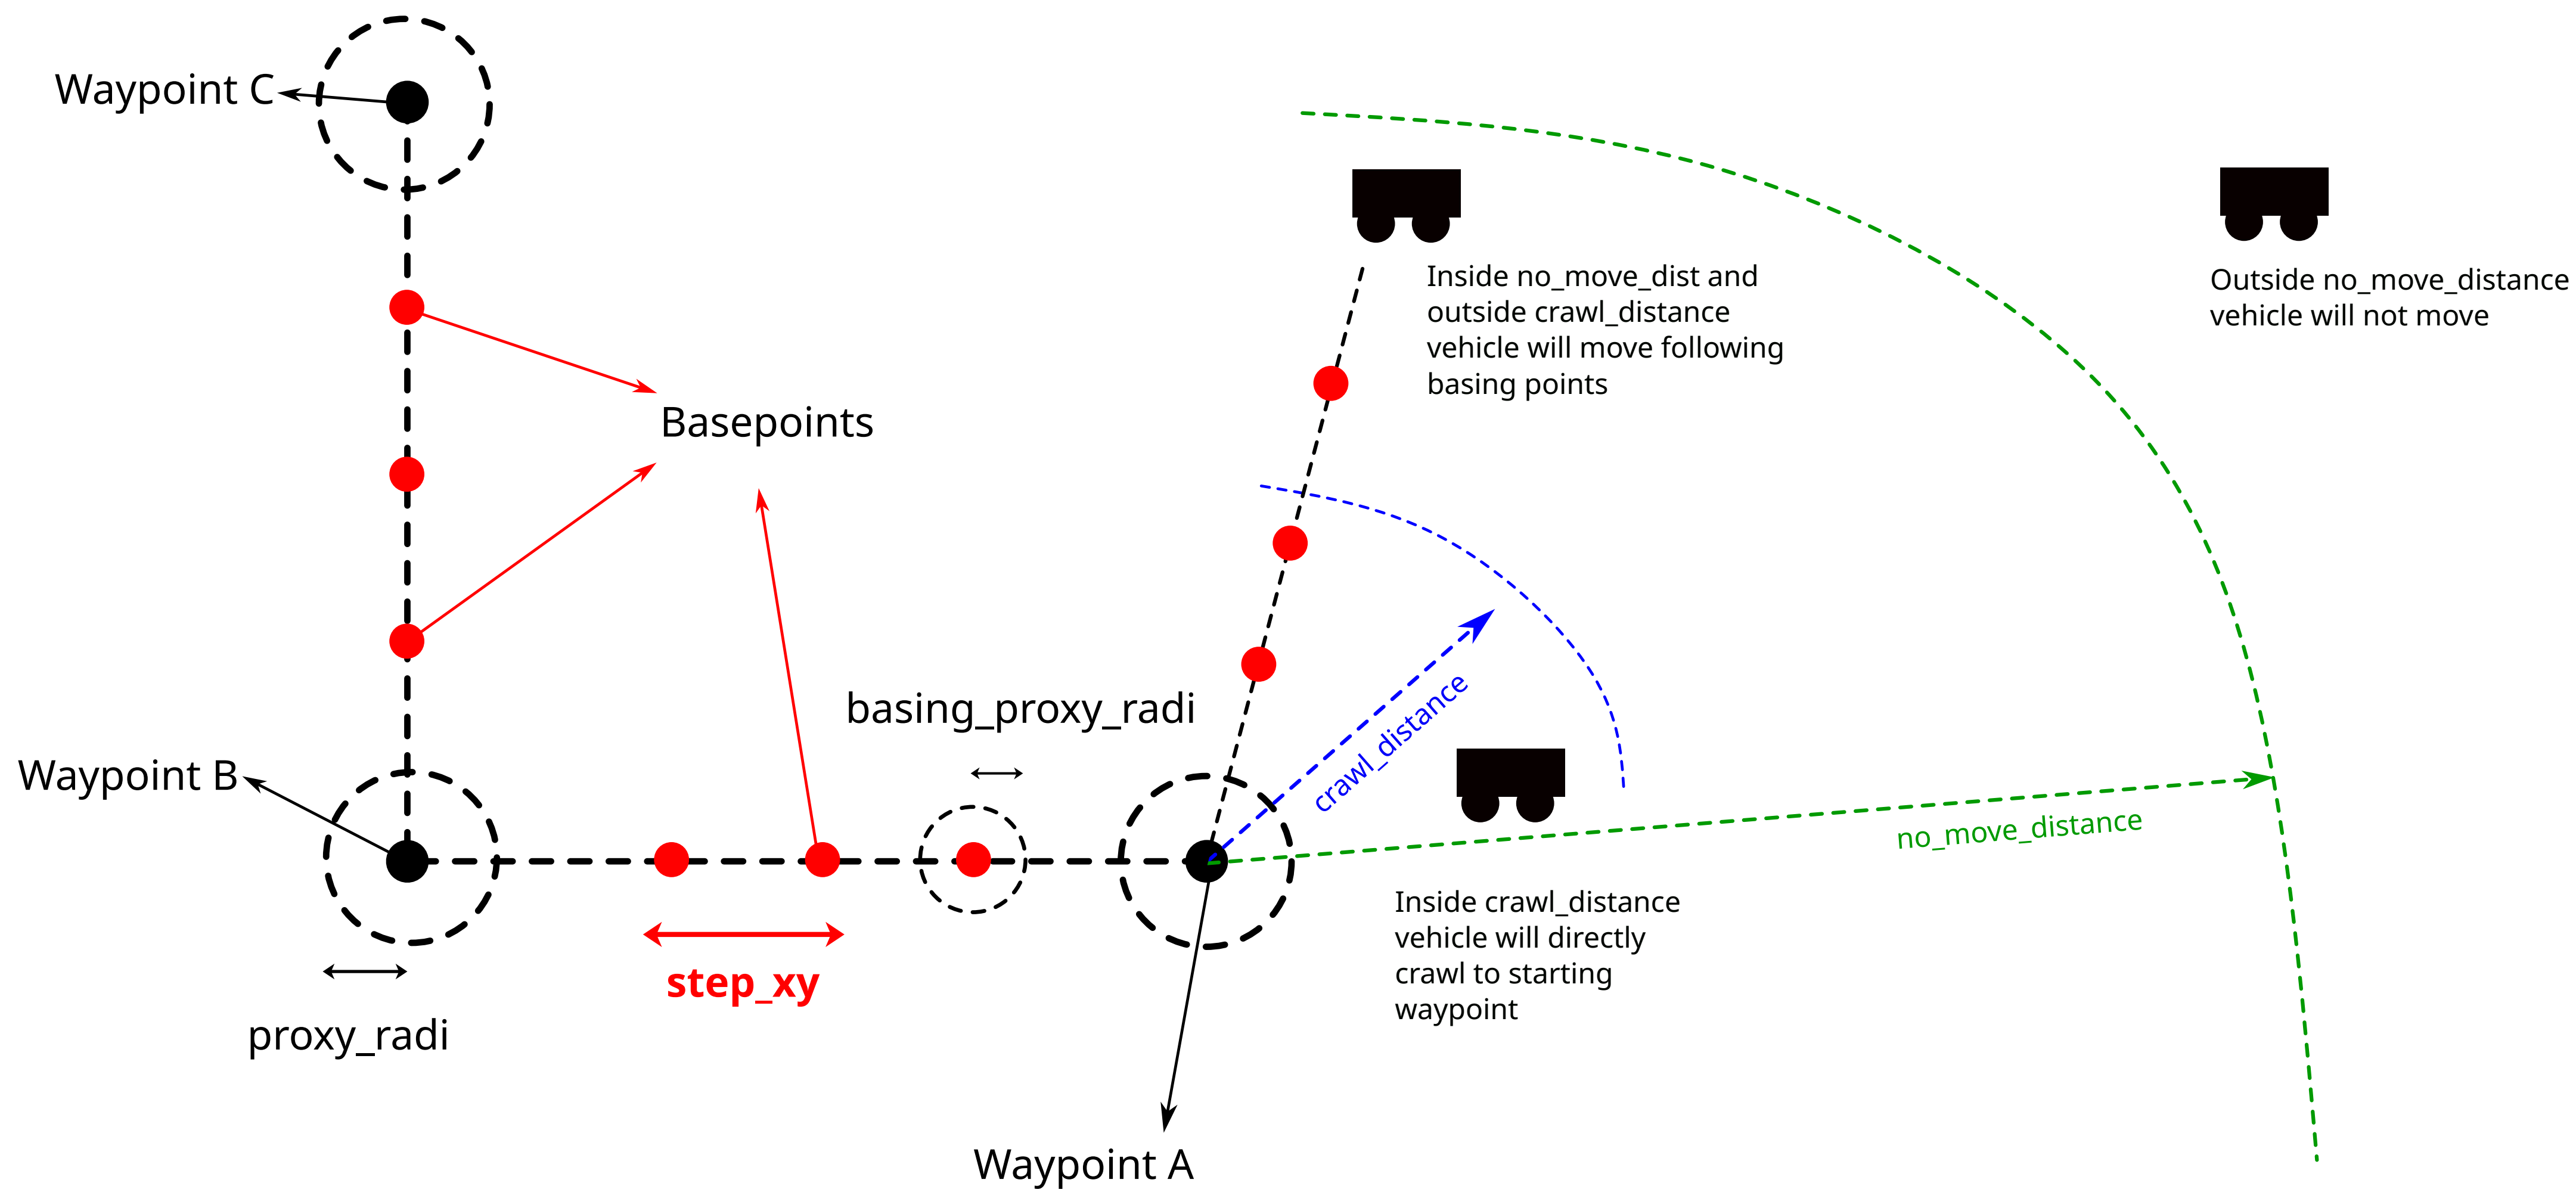 Waypoint C
Inside no_move_dist and
outside crawl_distance
vehicle will move following
basing points
Outside no_move_distance
vehicle will not move
Basepoints
basing_proxy_radi
crawl_distance
Waypoint B
no_move_distance
Inside crawl_distance
vehicle will directly
crawl to starting
waypoint
step_xy
proxy_radi
Waypoint A